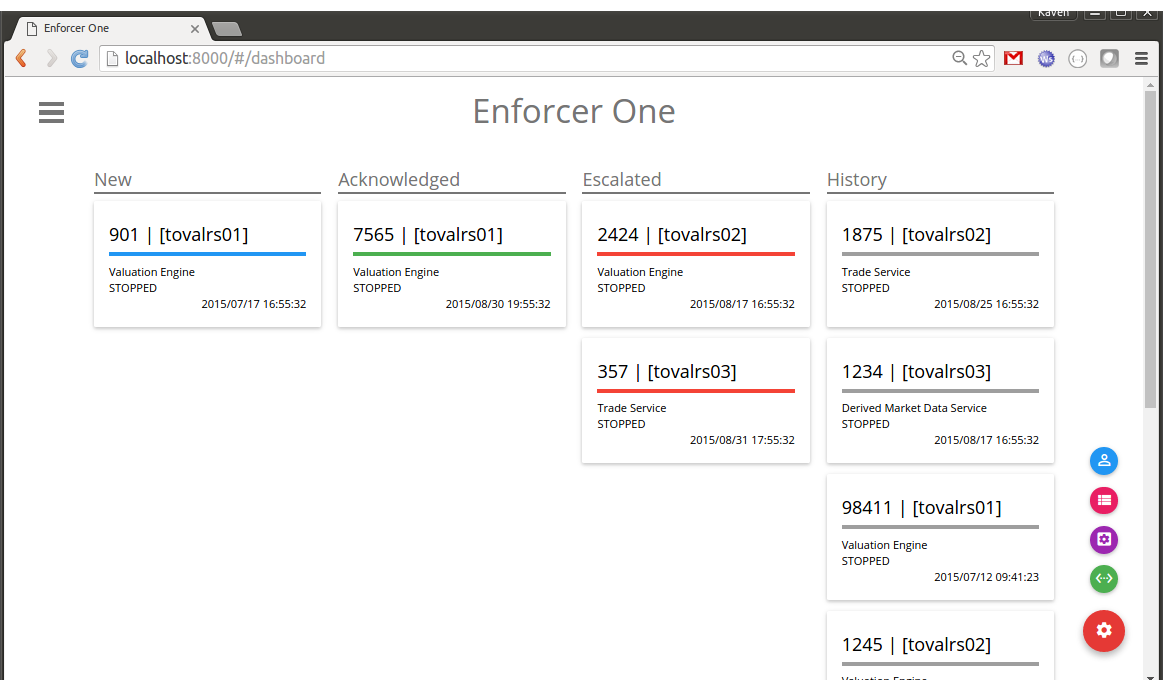 Kaven
Enforcer One
localhost:8000/#/dashboard
Enforcer One
New
901 | [tovalrs01]
Valuation Engine
STOPPED
2015/07/17 16:55:32
Acknowledged
7565 | [tovalrs01]
Valuation Engine
STOPPED
2015/08/30 19:55:32
Escalated
2424 | [tovalrs02]
Valuation Engine
STOPPED
2015/08/17 16:55:32
357 | [tovalrs03]
Trade Service
STOPPED
2015/08/31 17:55:32
History
1875 | [tovalrs02]
Trade Service
STOPPED
2015/08/25 16:55:32
1234 | [tovalrs03]
Derived Market Data Service
STOPPED
2015/08/17 16:55:32
98411 | [tovalrs01]
Valuation Engine
STOPPED
2015/07/12 09:41:23
1245 | [tovalrs02]
Valuation Engine